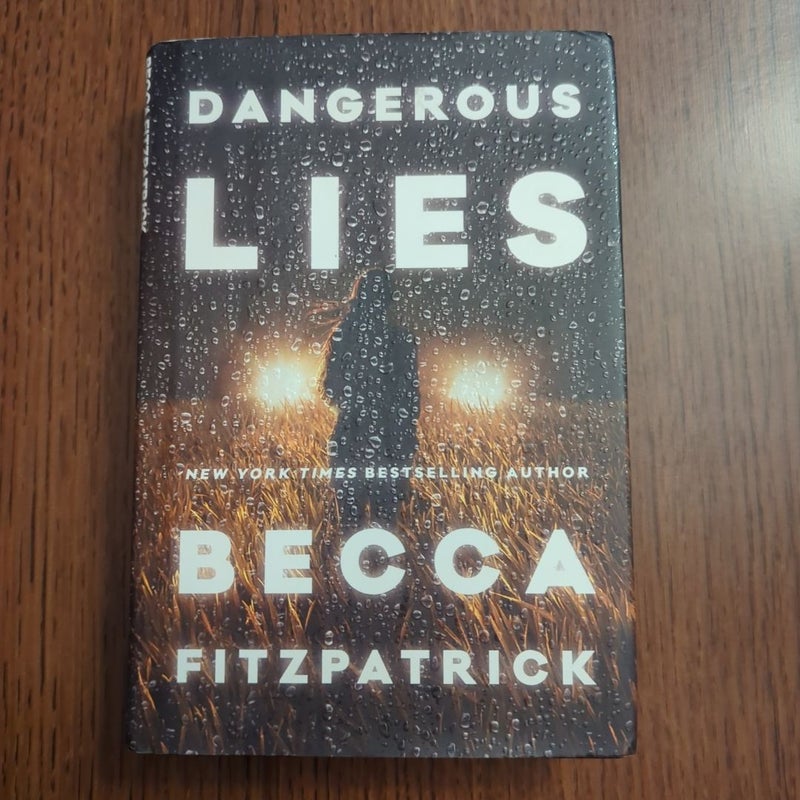 DANGEROUS
LIES
NEW YORK TIMES BESTSELLING AUTHOR
BECCA
FITZPATRICK